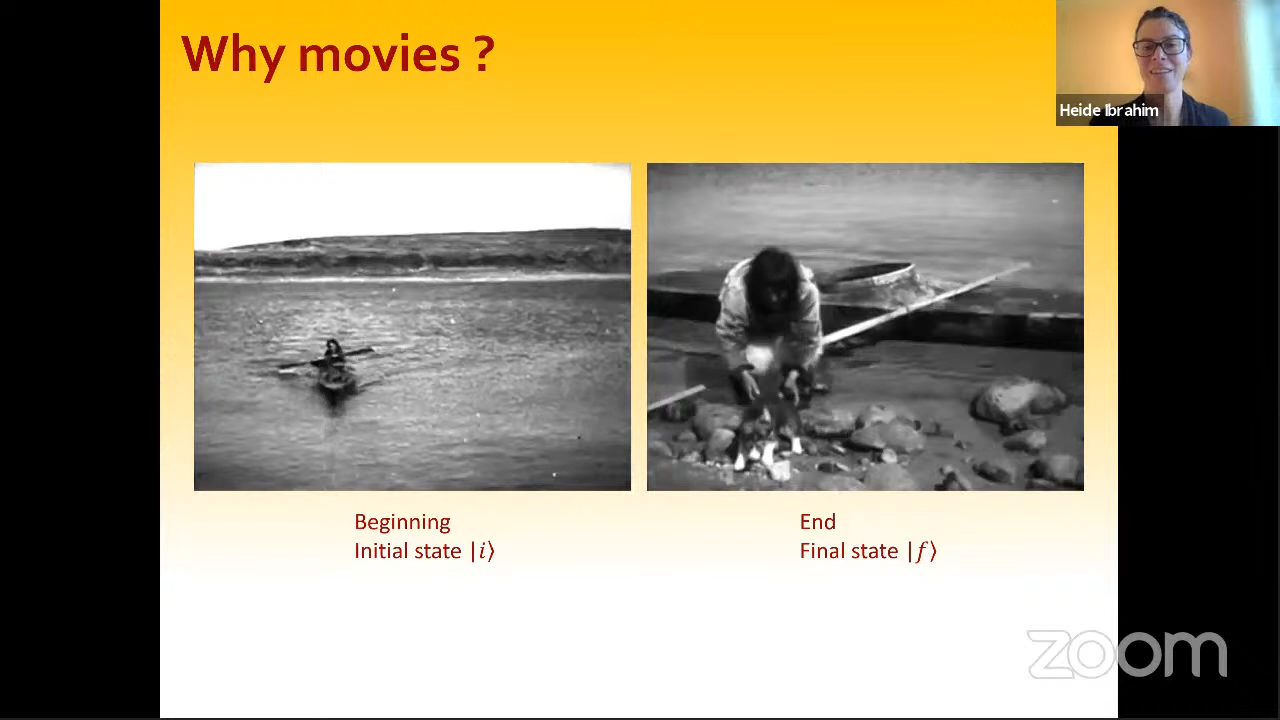 Why movies ?
Heide Ibrahim
Beginning
Initial state |i⟩
End
Final state |f⟩
zoom